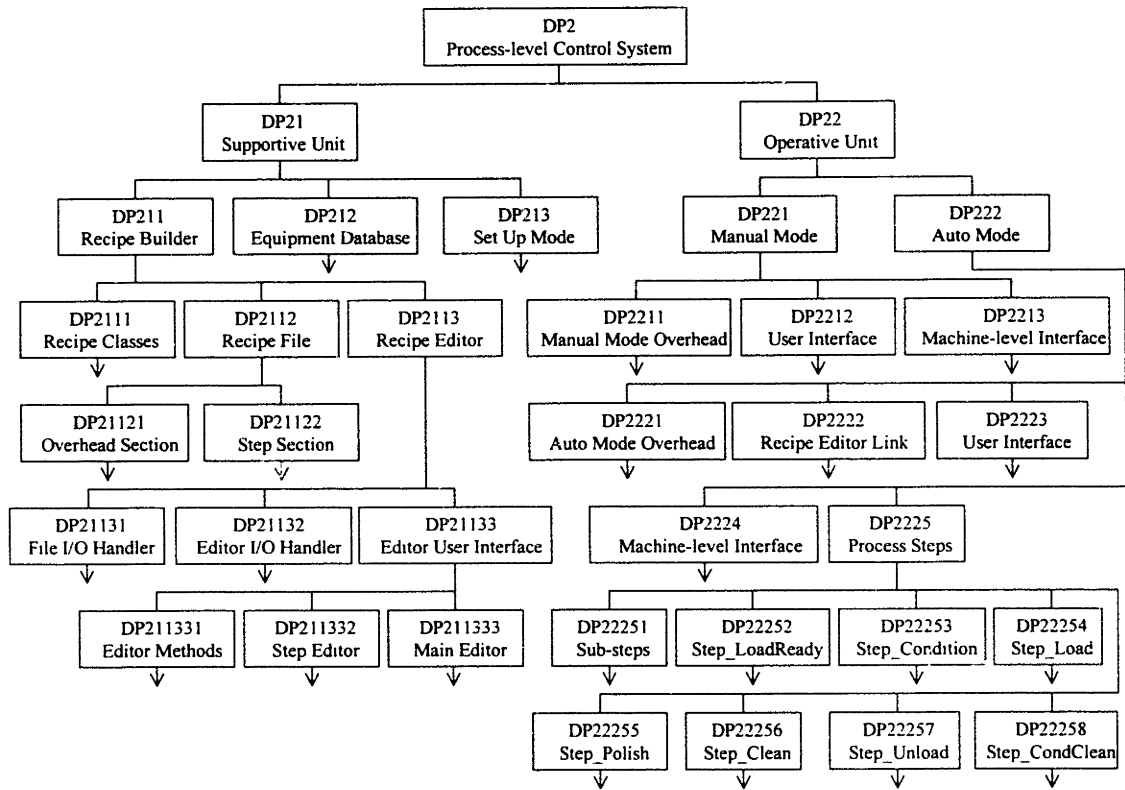 DP2
Process-level Control System
DP21
Supportive Unit
DP22
Operative Unit
DP211
Recipe Builder
DP212
Equipment Database
DP213
Set Up Mode
DP221
Manual Mode
DP222
Auto Mode
DP2111
Recipe Classes
DP2112
Recipe File
DP2113
Recipe Editor
DP2211
Manual Mode Overhead
DP2212
User Interface
DP2213
Machine-level Interface
DP21121
Overhead Section
DP21122
Step Section
DP2221
Auto Mode Overhead
DP2222
Recipe Editor Link
DP2223
User Interface
DP21131
File I/O Handler
DP21132
Editor I/O Handler
DP21133
Editor User Interface
DP2224
Machine-level Interface
DP2225
Process Steps
DP211331
Editor Methods
DP211332
Step Editor
DP211333
Main Editor
DP22251
Sub-steps
DP22252
Step_LoadReady
DP22253
Step_Condition
DP22254
Step_Load
DP22255
Step_Polish
DP22256
Step_Clean
DP22257
Step_Unload
DP22258
Step_CondClean